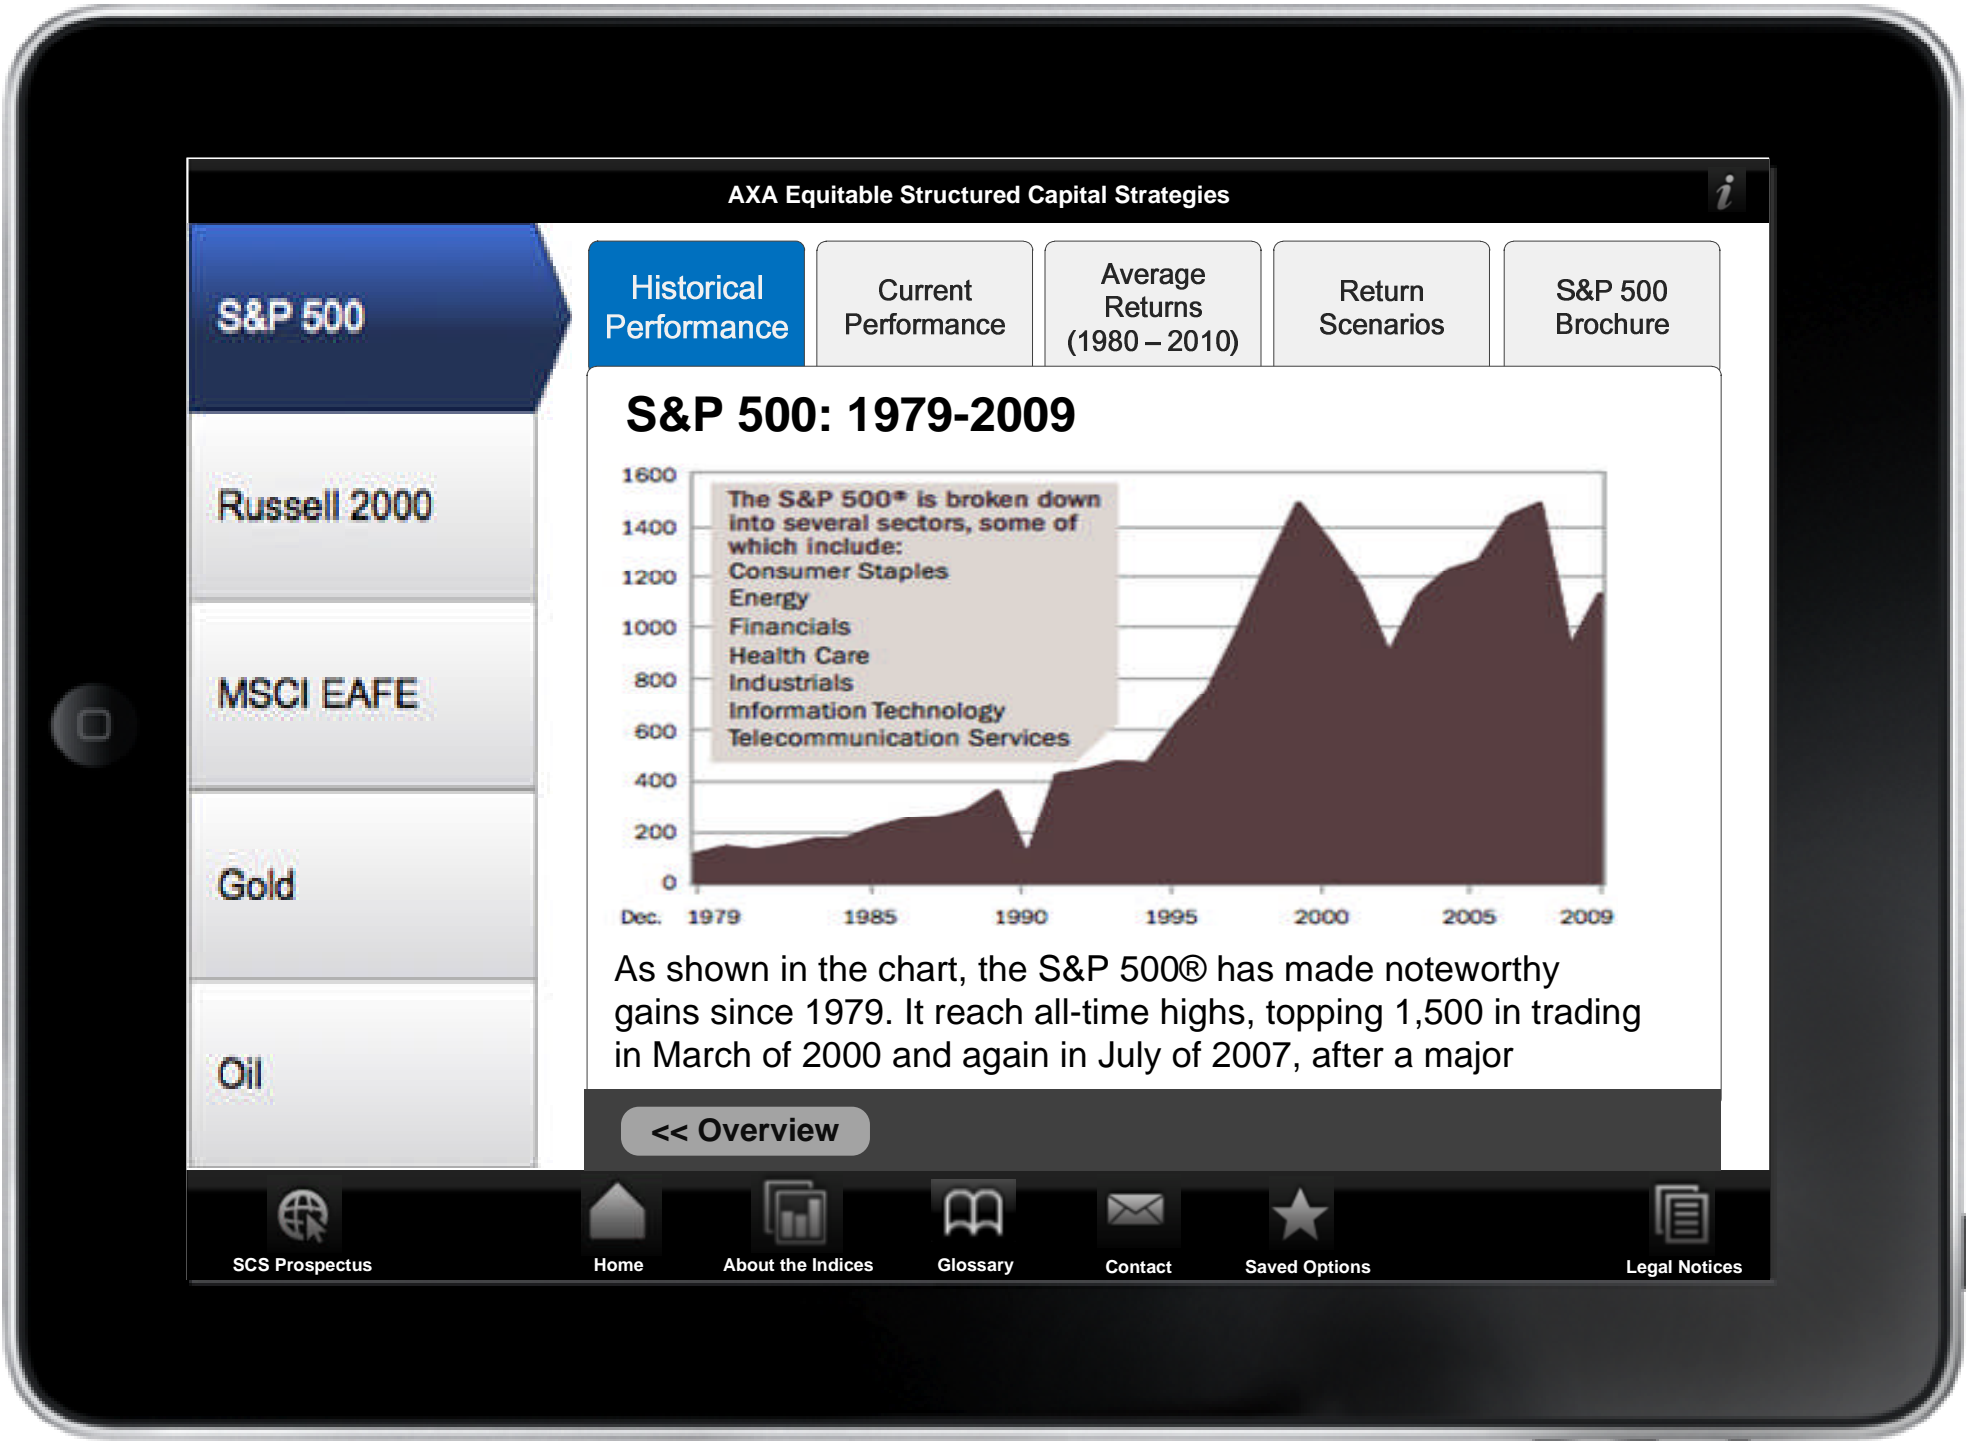 AXA Equitable Structured Capital Strategies
i
S&P 500
Russell 2000
MSCI EAFE
Gold
Oil
Historical
Performance
Current
Performance
Average
Returns
(1980 – 2010)
Return
Scenarios
S&P 500
Brochure
S&P 500: 1979-2009
1600
1400
1200
1000
800
600
400
200
0
The S&P 500® is broken down
into several sectors, some of
which include:
Consumer Staples
Energy
Financials
Health Care
Industrials
Information Technology
Telecommunication Services
Dec. 1979 1985 1990 1995 2000 2005 2009
As shown in the chart, the S&P 500® has made noteworthy
gains since 1979. It reach all-time highs, topping 1,500 in trading
in March of 2000 and again in July of 2007, after a major
<< Overview
SCS Prospectus
Home
About the Indices
Glossary
Contact
Saved Options
Legal Notices